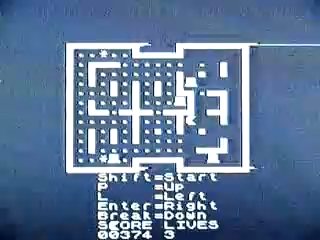 Shift=Start
P =Up
L =Left
Enter=Right
Break=Down
SCORE LIVES
00374 3